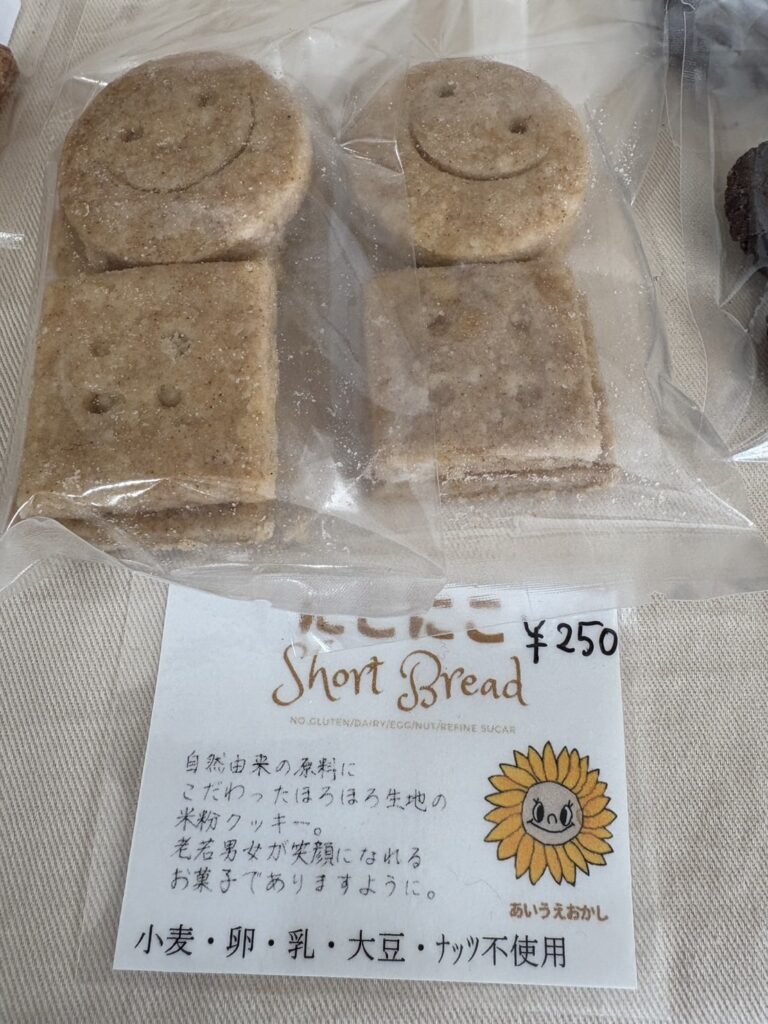 にこにこ
¥250
Short Bread
NO GLUTEN/DAIRY/EGG/NUT/REFINE SUGAR
自然由来の原料に
こだわったほろほろ生地の
米粉クッキー。
老若男女が笑顔になれる
お菓子でありますように。
あいうえおかし
小麦・卵・乳・大豆・ナッツ不使用